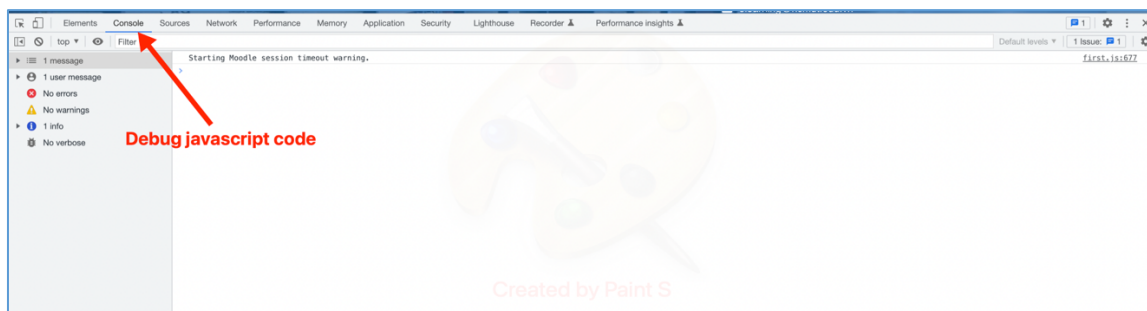 Elements Console Sources Network Performance Memory Application Security Lighthouse Recorder Performance insights 1
top Filter Default levels 1 Issue: 1
1 message Starting Moodle session timeout warning. first.js:677
1 user message
No errors
No warnings
1 info
No verbose
Debug javascript code
Created by Paint S